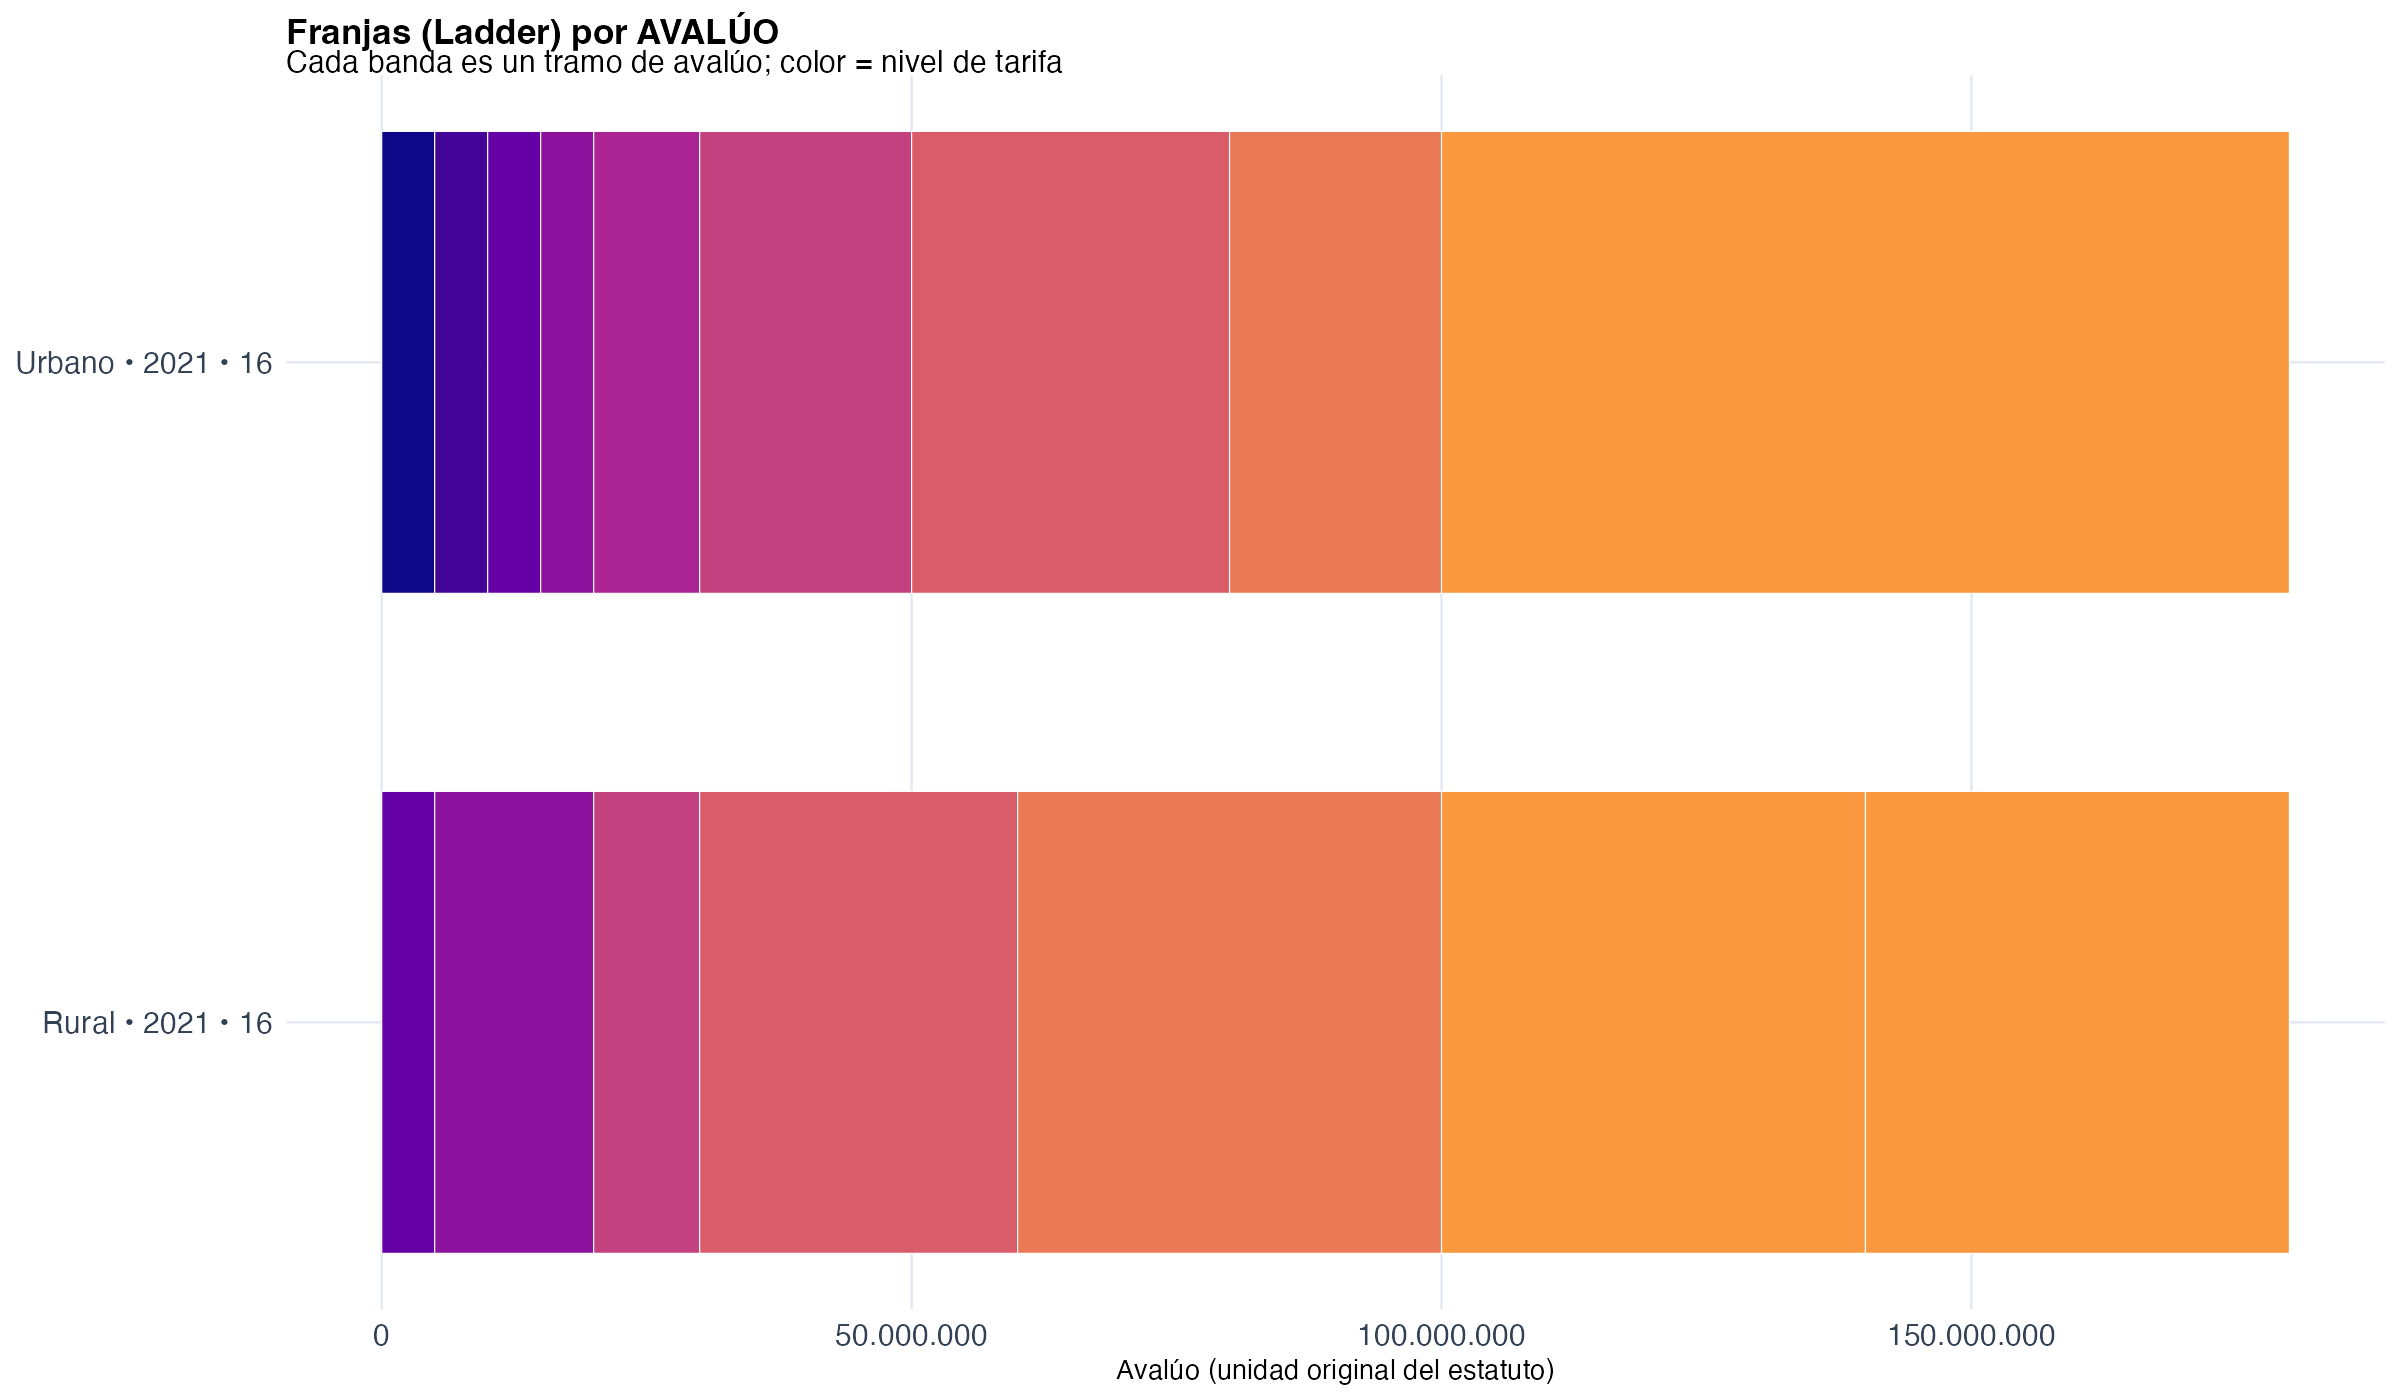 Franjas (Ladder) por AVALÚO
Cada banda es un tramo de avalúo; color = nivel de tarifa
Urbano • 2021 • 16
Rural • 2021 • 16
0
50.000.000
100.000.000
150.000.000
Avalúo (unidad original del estatuto)